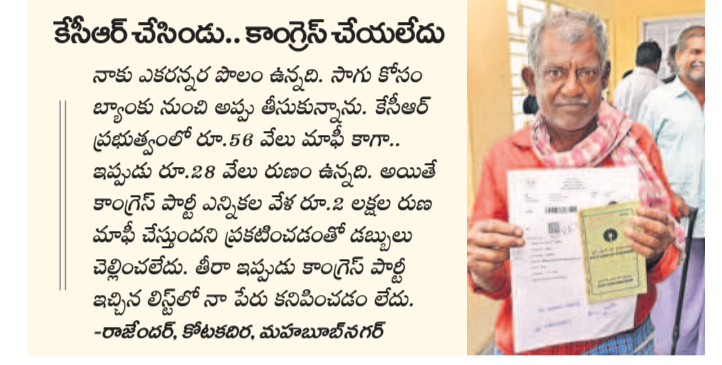 కేసీఆర్ చేసిండు.. కాంగ్రెస్ చేయలేదు
నాకు ఎకరన్నర పొలం ఉన్నది. సాగు కోసం
బ్యాంకు నుంచి అప్పు తీసుకున్నాను. కేసీఆర్
ప్రభుత్వంలో రూ.56 వేలు మాఫీ కాగా..
ఇప్పుడు రూ.28 వేలు రుణం ఉన్నది. అయితే
కాంగ్రెస్ పార్టీ ఎన్నికల వేళ రూ.2 లక్షల రుణ
మాఫీ చేస్తుందని ప్రకటించడంతో డబ్బులు
చెల్లించలేదు. తీరా ఇప్పుడు కాంగ్రెస్ పార్టీ
ఇచ్చిన లిస్ట్‌లో నా పేరు కనిపించడం లేదు.
-రాజేందర్, కోటకదిర, మహబూబ్‌నగర్